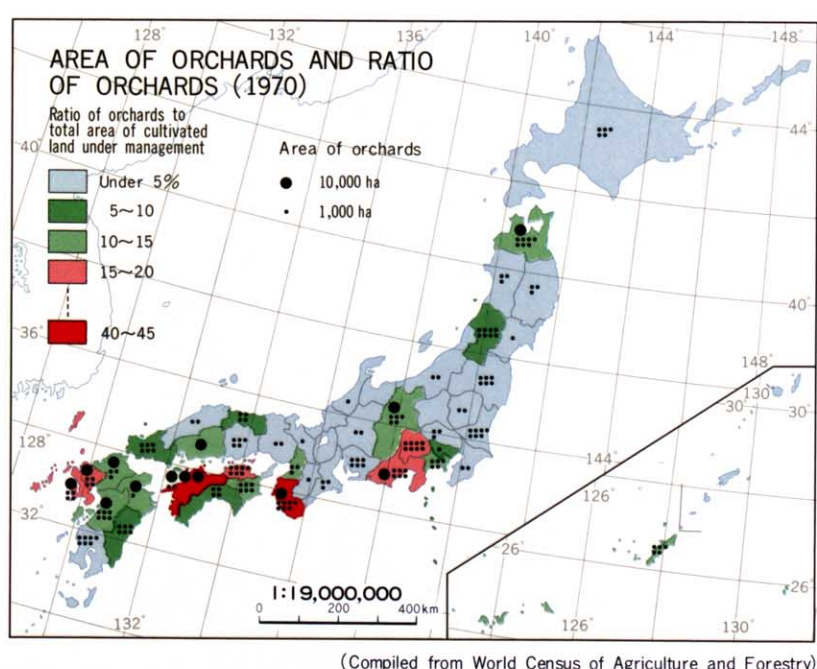 128° 132° 136° 140° 144° 148°
AREA OF ORCHARDS AND RATIO
OF ORCHARDS (1970)
Ratio of orchards to
total area of cultivated
land under management
Under 5%
5~10
10~15
15~20
40~45
Area of orchards
10,000 ha
1,000 ha
44°
40°
40°
36°
36°
148°
130°
30°
30°
128°
32°
144°
126°
26°
26°
132°
126°
130°
1:19,000,000
0 200 400km
(Compiled from World Census of Agriculture and Forestry)